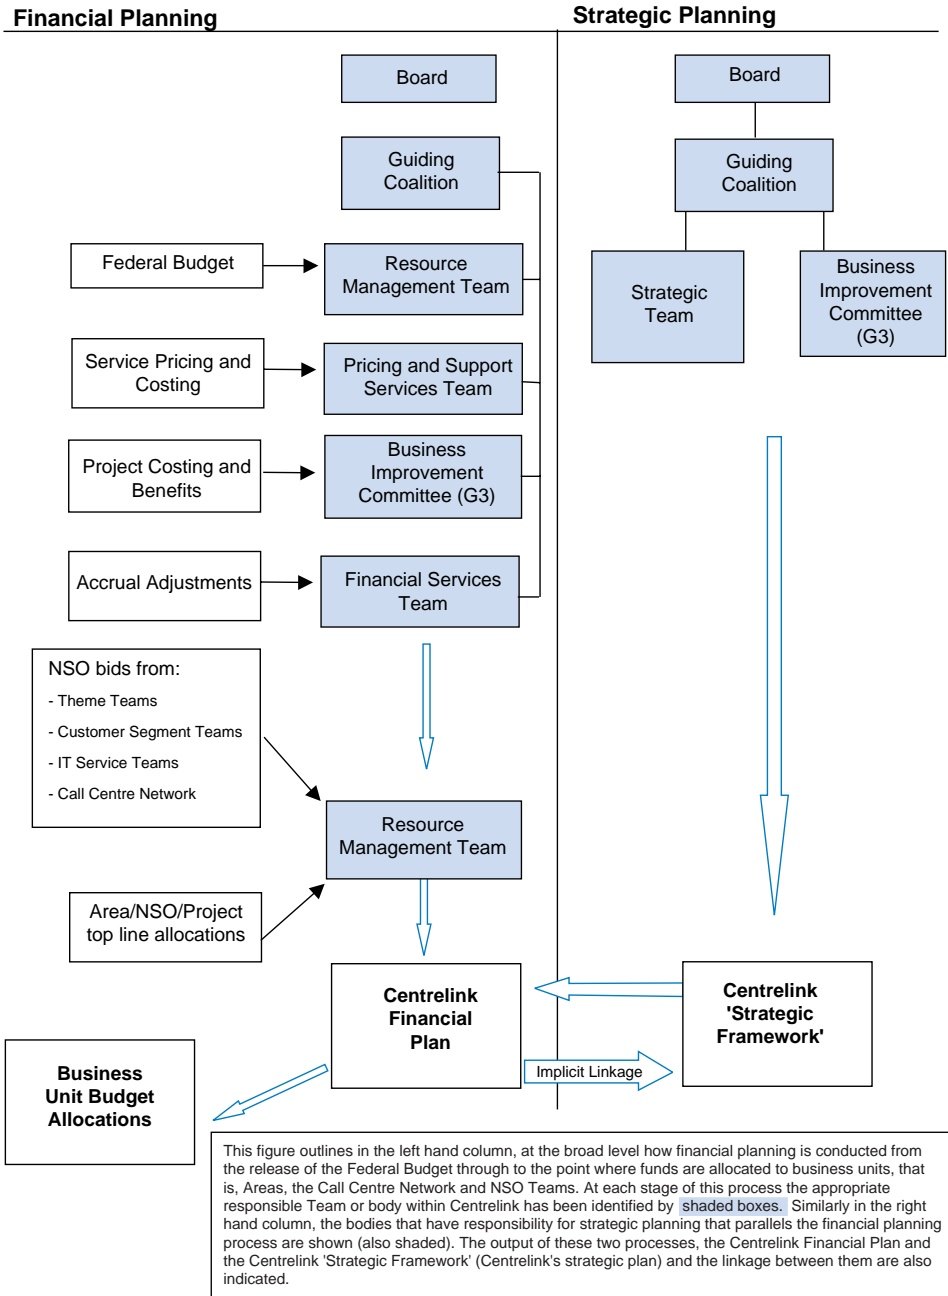 Financial Planning
Strategic Planning
Board
Guiding
Coalition
Federal Budget
Resource
Management Team
Service Pricing and
Costing
Pricing and Support
Services Team
Project Costing and
Benefits
Business
Improvement
Committee (G3)
Accrual Adjustments
Financial Services
Team
NSO bids from:
- Theme Teams
- Customer Segment Teams
- IT Service Teams
- Call Centre Network
Resource
Management Team
Area/NSO/Project
top line allocations
Centrelink
Financial
Plan
Business
Unit Budget
Allocations
Board
Guiding
Coalition
Strategic
Team
Business
Improvement
Committee
(G3)
Centrelink
'Strategic
Framework'
Implicit Linkage
This figure outlines in the left hand column, at the broad level how financial planning is conducted from
the release of the Federal Budget through to the point where funds are allocated to business units, that
is, Areas, the Call Centre Network and NSO Teams. At each stage of this process the appropriate
responsible Team or body within Centrelink has been identified by shaded boxes. Similarly in the right
hand column, the bodies that have responsibility for strategic planning that parallels the financial planning
process are shown (also shaded). The output of these two processes, the Centrelink Financial Plan and
the Centrelink 'Strategic Framework' (Centrelink's strategic plan) and the linkage between them are also
indicated.